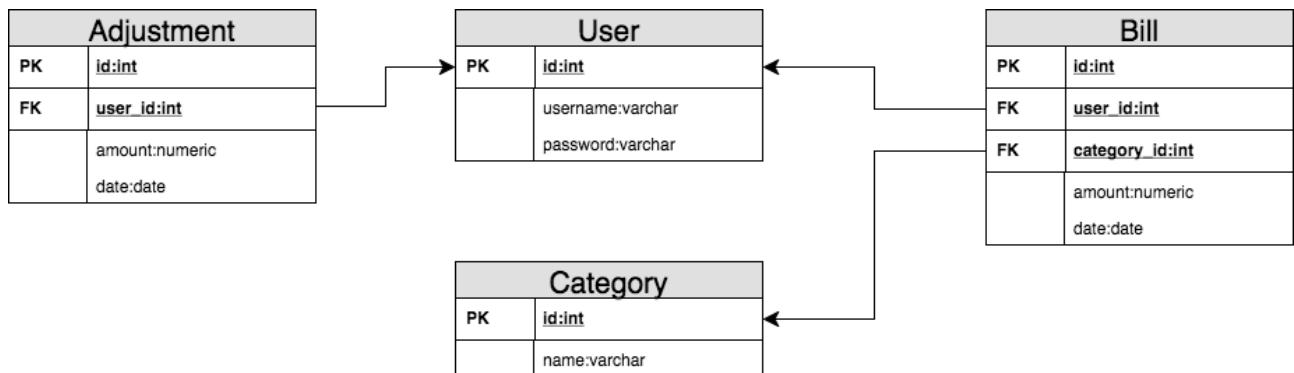 Adjustment
PK id:int
FK user_id:int
amount:numeric
date:date
User
PK id:int
username:varchar
password:varchar
Bill
PK id:int
FK user_id:int
FK category_id:int
amount:numeric
date:date
Category
PK id:int
name:varchar